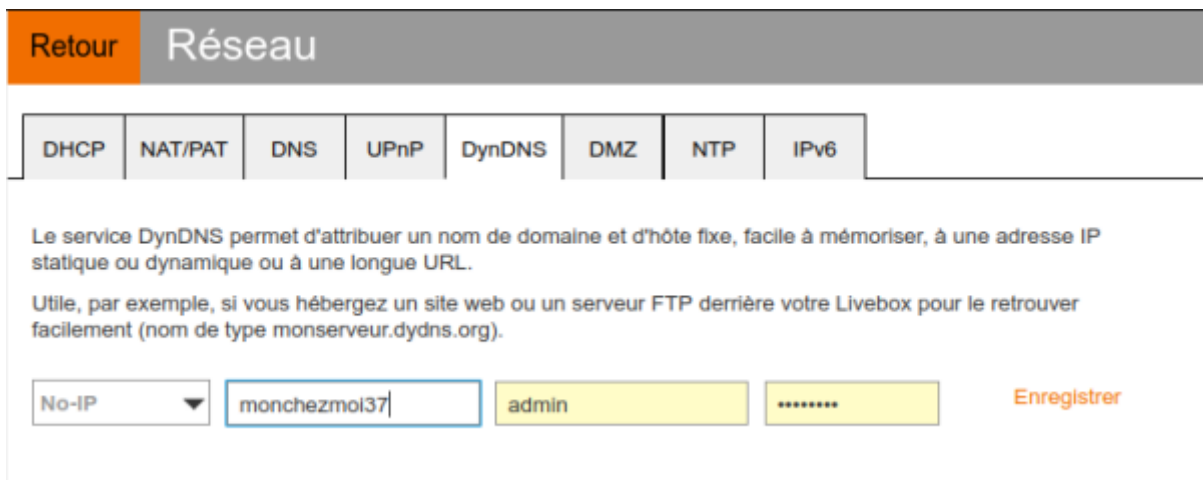 Retour Réseau
DHCP NAT/PAT DNS UPnP DynDNS DMZ NTP IPv6
Le service DynDNS permet d'attribuer un nom de domaine et d'hôte fixe, facile à mémoriser, à une adresse IP
statique ou dynamique ou à une longue URL.
Utile, par exemple, si vous hébergez un site web ou un serveur FTP derrière votre Livebox pour le retrouver
facilement (nom de type monserveur.dydns.org).
No-IP monchezmoi37 admin •••••••• Enregistrer